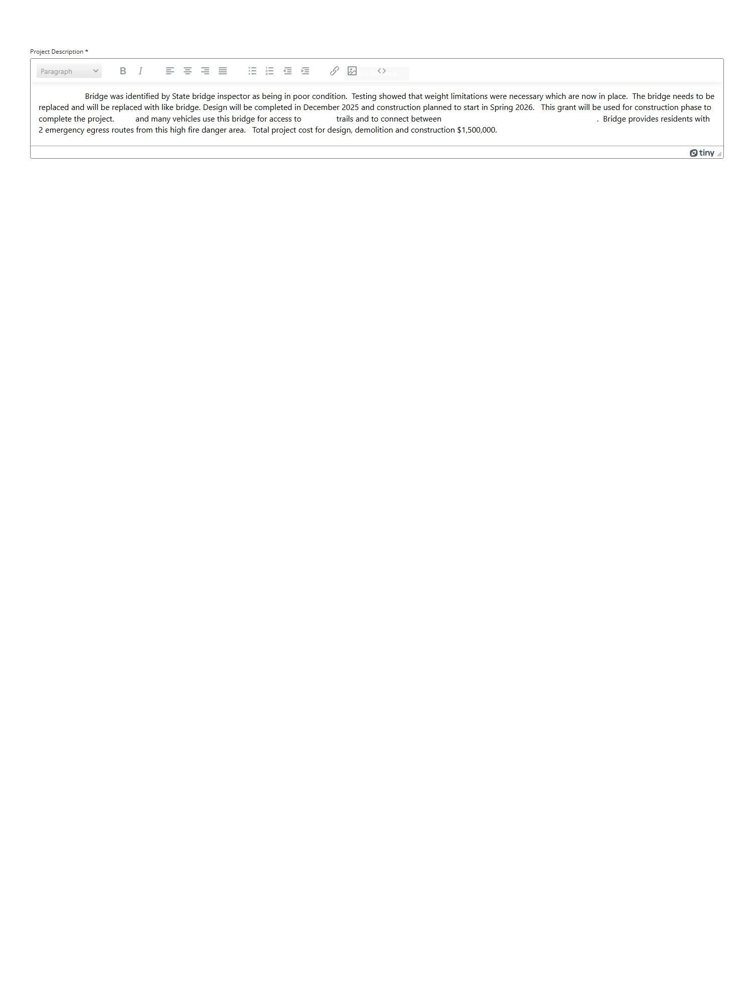 Project Description *
Paragraph
B I
Bridge was identified by State bridge inspector as being in poor condition.  Testing showed that weight limitations were necessary which are now in place.  The bridge needs to be
replaced and will be replaced with like bridge. Design will be completed in December 2025 and construction planned to start in Spring 2026.   This grant will be used for construction phase to
complete the project. and many vehicles use this bridge for access to trails and to connect between .  Bridge provides residents with
2 emergency egress routes from this high fire danger area.   Total project cost for design, demolition and construction $1,500,000.
tiny